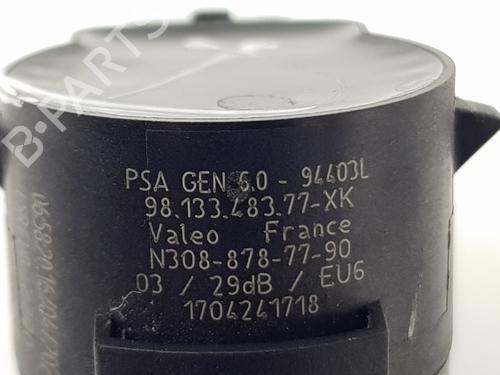 B-PARTS
PSA GEN 6.0 - 94403L
98.133.483.77-XK
Valeo France
N308-878-77-90
03 / 29dB / EU6
1704241718